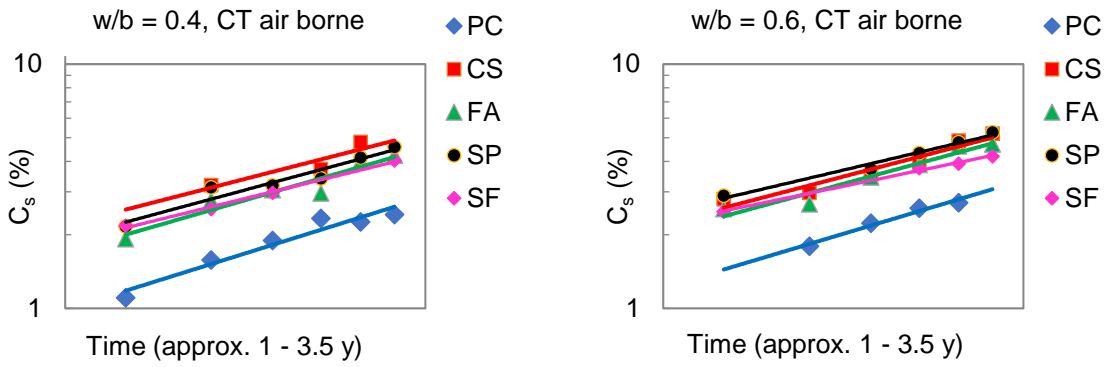 w/b = 0.4, CT air borne
10
1
Cs (%)
Time (approx. 1 - 3.5 y)
PC
CS
FA
SP
SF
w/b = 0.6, CT air borne
10
1
Cs (%)
Time (approx. 1 - 3.5 y)
PC
CS
FA
SP
SF